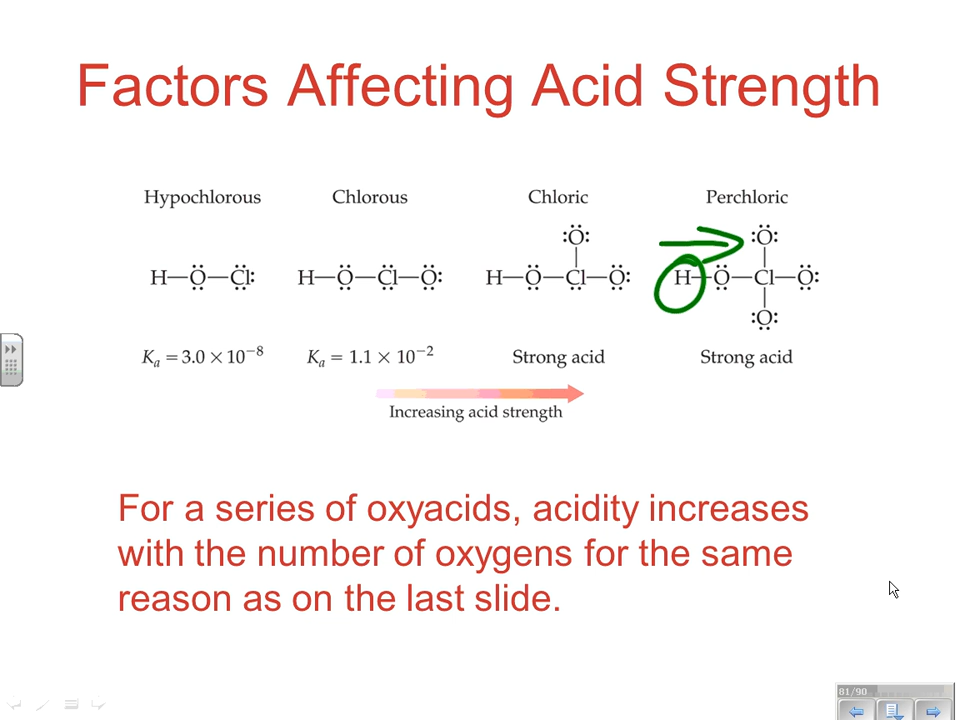 Factors Affecting Acid Strength
Hypochlorous Chlorous Chloric Perchloric
:Ö: :Ö:
H—Ö—Cl: H—Ö—Cl—Ö: H—Ö—Cl—Ö: H—Ö—Cl—Ö:
:O:
Kₐ = 3.0 × 10⁻⁸ Kₐ = 1.1 × 10⁻² Strong acid Strong acid
Increasing acid strength
For a series of oxyacids, acidity increases
with the number of oxygens for the same
reason as on the last slide.
81/90